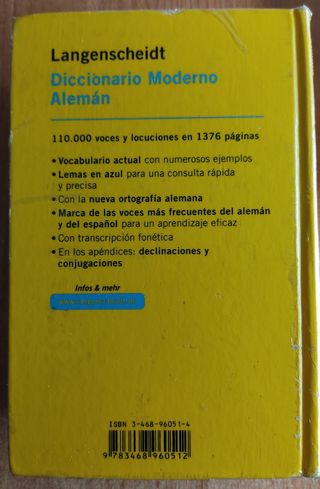 Langenscheidt
Diccionario Moderno
Alemán
110.000 voces y locuciones en 1376 páginas
• Vocabulario actual con numerosos ejemplos
• Lemas en azul para una consulta rápida
y precisa
• Con la nueva ortografía alemana
• Marca de las voces más frecuentes del alemán
y del español para un aprendizaje eficaz
• Con transcripción fonética
• En los apéndices: declinaciones y
conjugaciones
Infos & mehr
ISBN 3-468-96051-4
9 783468 960512